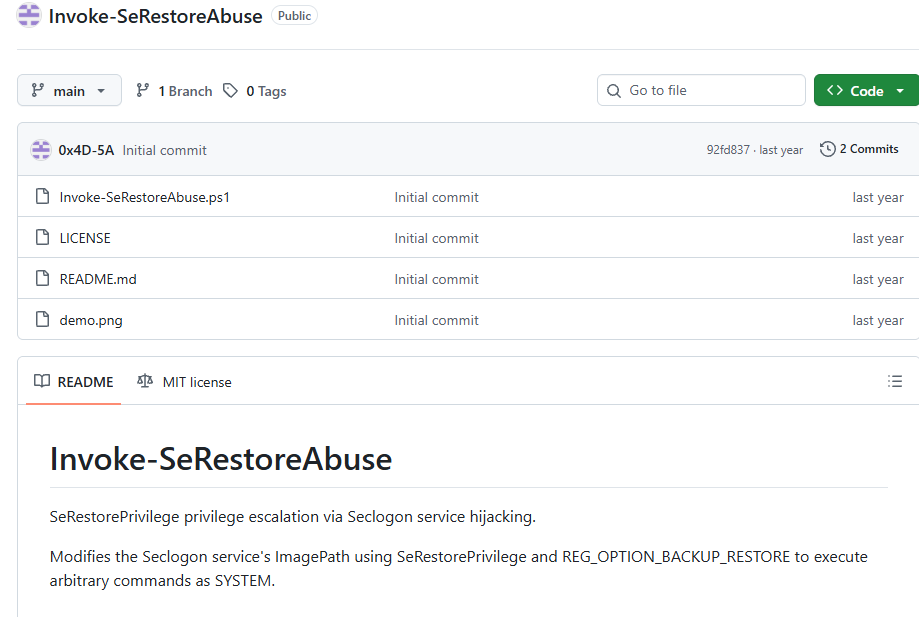 Invoke-SeRestoreAbuse Public
main 1 Branch 0 Tags Go to file Code
0x4D-5A Initial commit 92fd837 · last year 2 Commits
Invoke-SeRestoreAbuse.ps1 Initial commit last year
LICENSE Initial commit last year
README.md Initial commit last year
demo.png Initial commit last year
README MIT license
Invoke-SeRestoreAbuse
SeRestorePrivilege privilege escalation via Seclogon service hijacking.
Modifies the Seclogon service's ImagePath using SeRestorePrivilege and REG_OPTION_BACKUP_RESTORE to execute
arbitrary commands as SYSTEM.